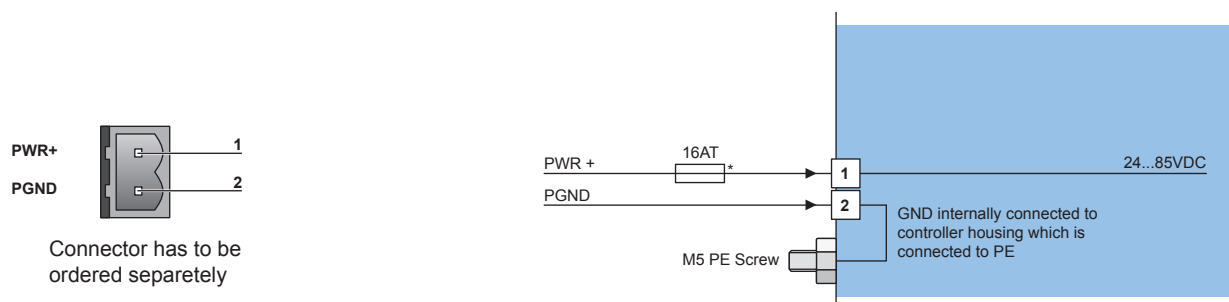 PWR+
1
PGND
2
Connector has to be
ordered separetely
PWR +
16AT
*
1
24...85VDC
PGND
2
GND internally connected to
controller housing which is
connected to PE
M5 PE Screw